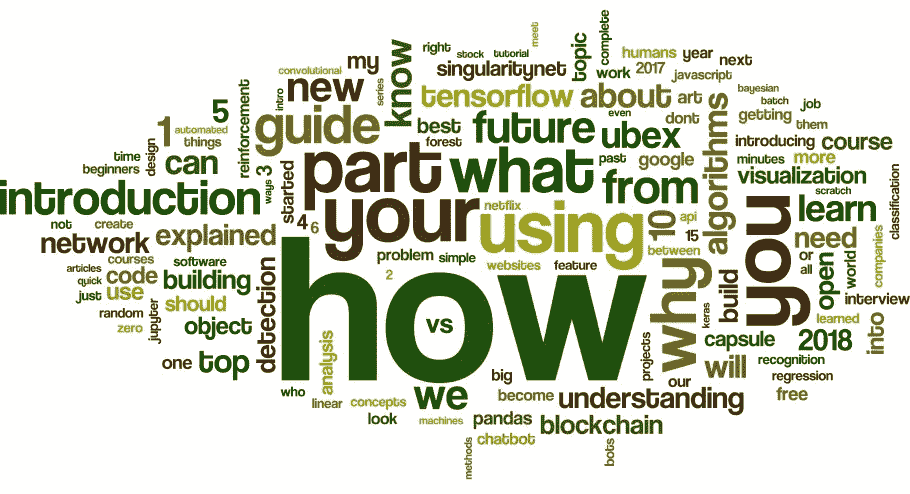 meet
complete
how
know
right
stock
tutorial
topic
humans
year
next
my
singularitynet
work
2017
javascript
convolutional
series
new
tensorflow
about
art
bayesian
batch
job
intro
5
guide
best
future
even
ubex
dont
getting
them
1
automated
things
reinforcement
forest
algorithms
introducing
course
time
beginners
design
can
3
part
what
past
google
minutes
more
visualization
introduction
ways
started
from
scratch
classification
not
create
4
6
your
netflix
using
10
api
15
you
learn
network
explained
between
need
courses
software
problem
simple
websites
feature
why
or
all
open
world
companies
articles
quick
code
building
detection
2
build
just
use
should
keras
interview
random
zero
jupyter
object
vs
learned
into
capsule
2018
one
top
analysis
projects
will
recognition
big
our
regression
who
we
become
understanding
free
linear
concepts
look
machines
pandas
blockchain
chatbot
methods
bots